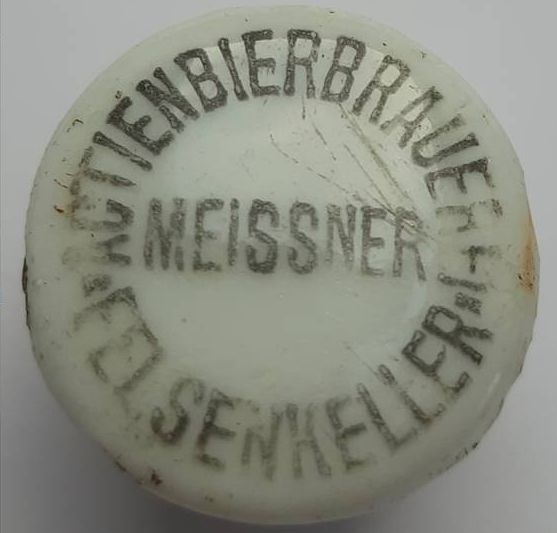 ACTIENBIERBRAUEREI
MEISSNER
"FELSENKELLER"